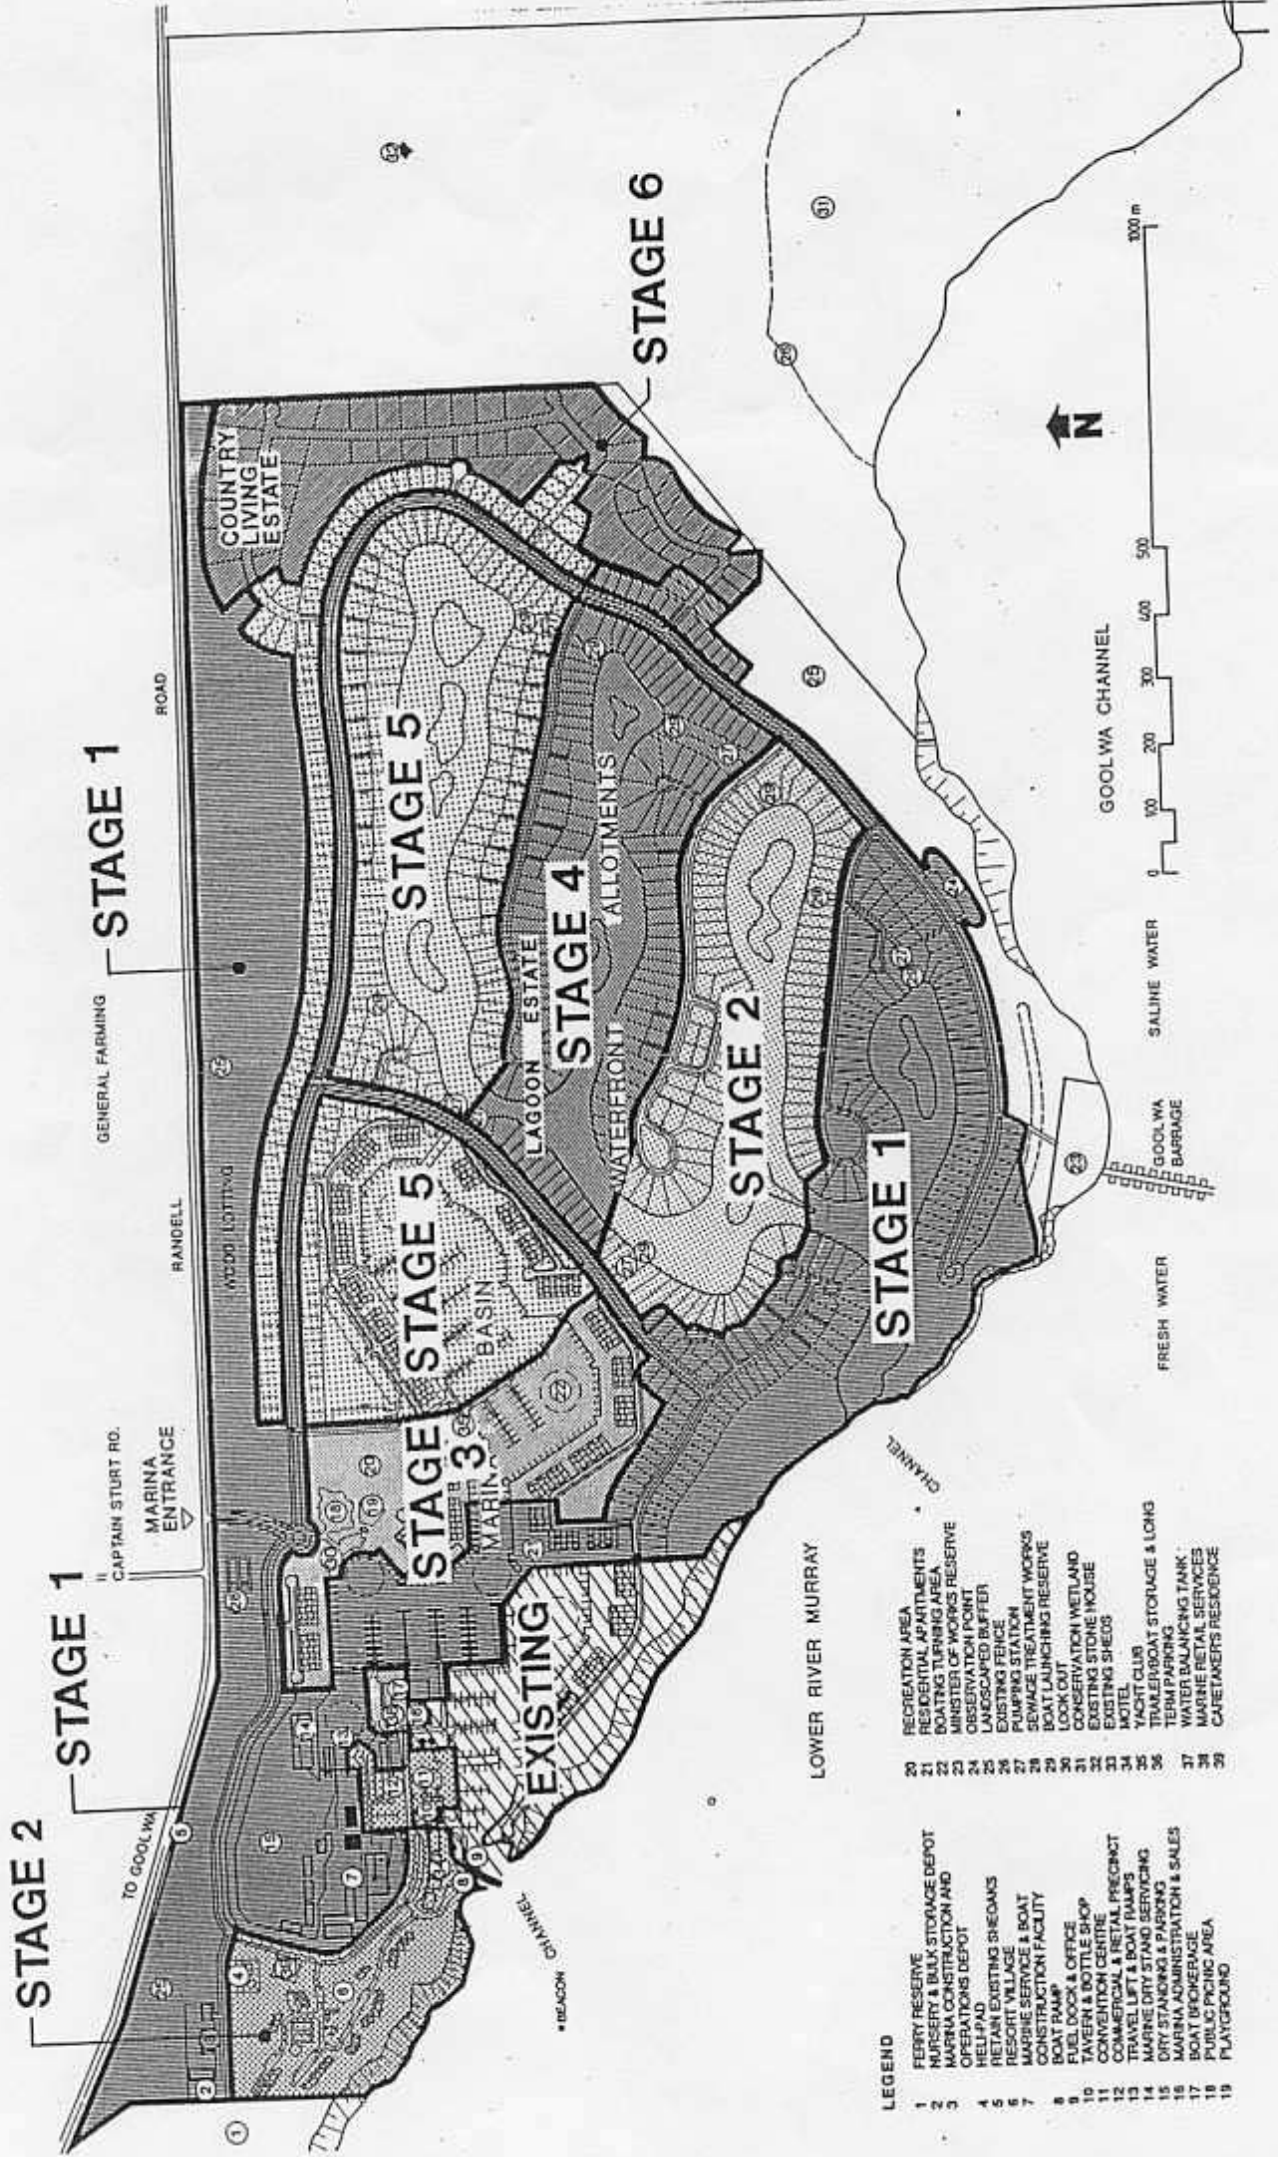 STAGE 2
STAGE 1
STAGE 1
TO GOOLWA
CAPTAIN STURT RD.
MARINA
ENTRANCE
GENERAL FARMING
RANDELL
ROAD
COUNTRY
LIVING
ESTATE
STAGE 6
STAGE 5
STAGE 5
STAGE 4
STAGE 3
STAGE 2
STAGE 1
EXISTING
MARINA
BASIN
LAGOON ESTATE
WATERFRONT
ALLOTMENTS
CHANNEL
CHANNEL
BEACON
LOWER RIVER MURRAY
FRESH WATER
GOOLWA
BARRAGE
SALINE WATER
GOOLWA CHANNEL
N
0 100 200 300 400 500 1000 m
LEGEND
1 FERRY RESERVE
2 NURSERY & BULK STORAGE DEPOT
3 MARINA CONSTRUCTION AND
OPERATIONS DEPOT
4 HELI-PAD
5 RETAIN EXISTING SHEOAKS
6 RESORT VILLAGE
7 MARINE SERVICE & BOAT
CONSTRUCTION FACILITY
8 BOAT RAMP
9 FUEL DOCK & OFFICE
10 TAVERN & BOTTLE SHOP
11 CONVENTION CENTRE
12 COMMERCIAL & RETAIL PRECINCT
13 TRAVEL LIFT & BOAT RAMPS
14 MARINE DRY STAND SERVICING
15 DRY STANDING & PARKING
16 MARINA ADMINISTRATION & SALES
17 BOAT BROKERAGE
18 PUBLIC PICNIC AREA
19 PLAYGROUND
20 RECREATION AREA
21 RESIDENTIAL APARTMENTS
22 BOATING TURNING AREA
23 MINISTER OF WORKS RESERVE
24 OBSERVATION POINT
25 LANDSCAPED BUFFER
26 EXISTING FENCE
27 PUMPING STATION
28 SEWAGE TREATMENT WORKS
29 BOAT LAUNCHING RESERVE
30 LOOK OUT
31 CONSERVATION WETLAND
32 EXISTING STONE HOUSE
33 EXISTING SHEDS
34 MOTEL
35 YACHT CLUB
36 TRAILER/BOAT STORAGE & LONG
TERM PARKING
37 WATER BALANCING TANK
38 MARINE RETAIL SERVICES
39 CARETAKERS RESIDENCE